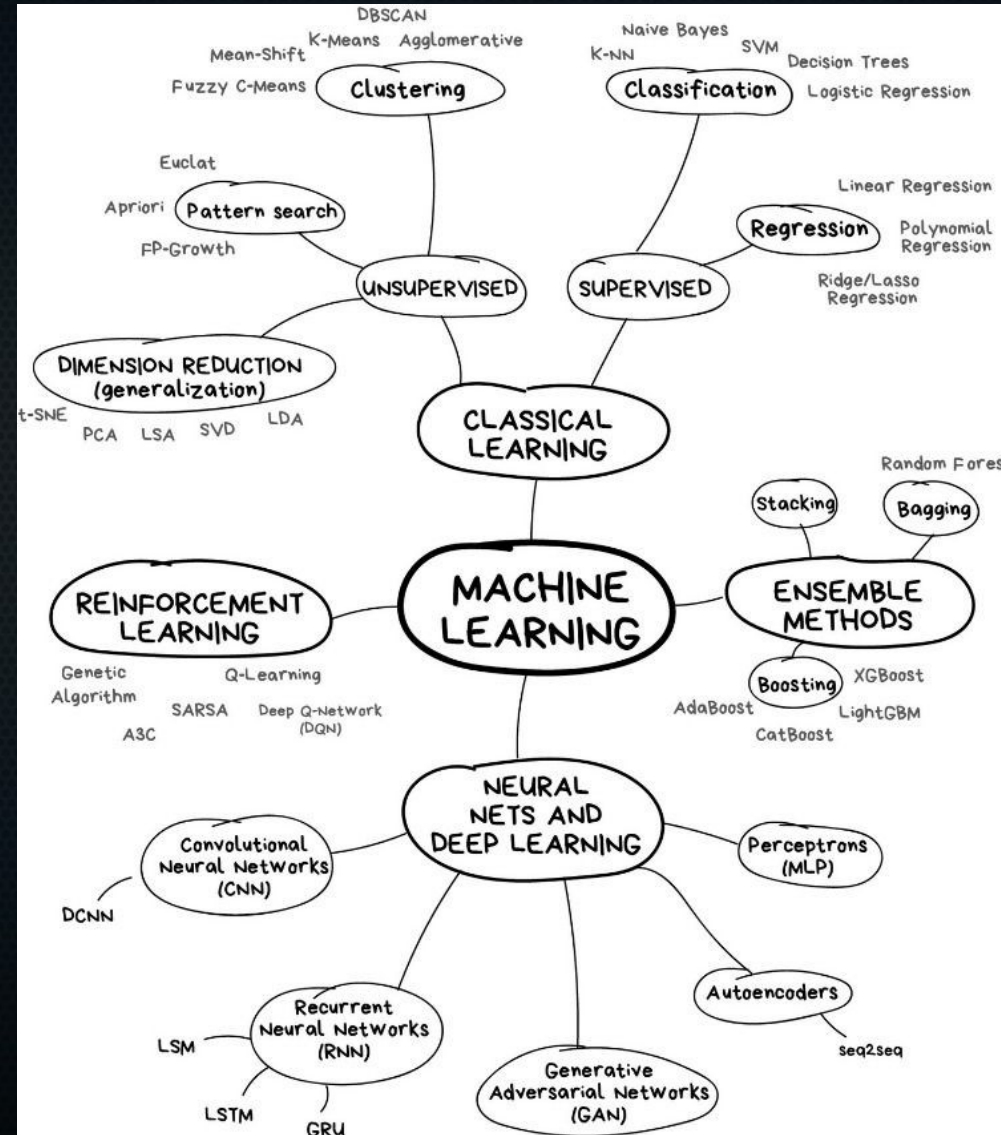 DBSCAN
K-Means
Agglomerative
Mean-Shift
Fuzzy C-Means
Clustering
Naive Bayes
K-NN
SVM
Decision Trees
Classification
Logistic Regression
Euclat
Apriori
Pattern search
FP-Growth
Linear Regression
Regression
Polynomial
Regression
Ridge/Lasso
Regression
UNSUPERVISED
SUPERVISED
DIMENSION REDUCTION
(generalization)
t-SNE
PCA
LSA
SVD
LDA
CLASSICAL
LEARNING
Random Fores
Stacking
Bagging
MACHINE
LEARNING
ENSEMBLE
METHODS
Boosting
XGBoost
AdaBoost
LightGBM
CatBoost
REINFORCEMENT
LEARNING
Genetic
Algorithm
Q-Learning
SARSA
Deep Q-Network
(DQN)
A3C
NEURAL
NETS AND
DEEP LEARNING
Convolutional
Neural Networks
(CNN)
DCNN
Perceptrons
(MLP)
Recurrent
Neural Networks
(RNN)
LSM
LSTM
GRU
Generative
Adversarial Networks
(GAN)
Autoencoders
seq2seq